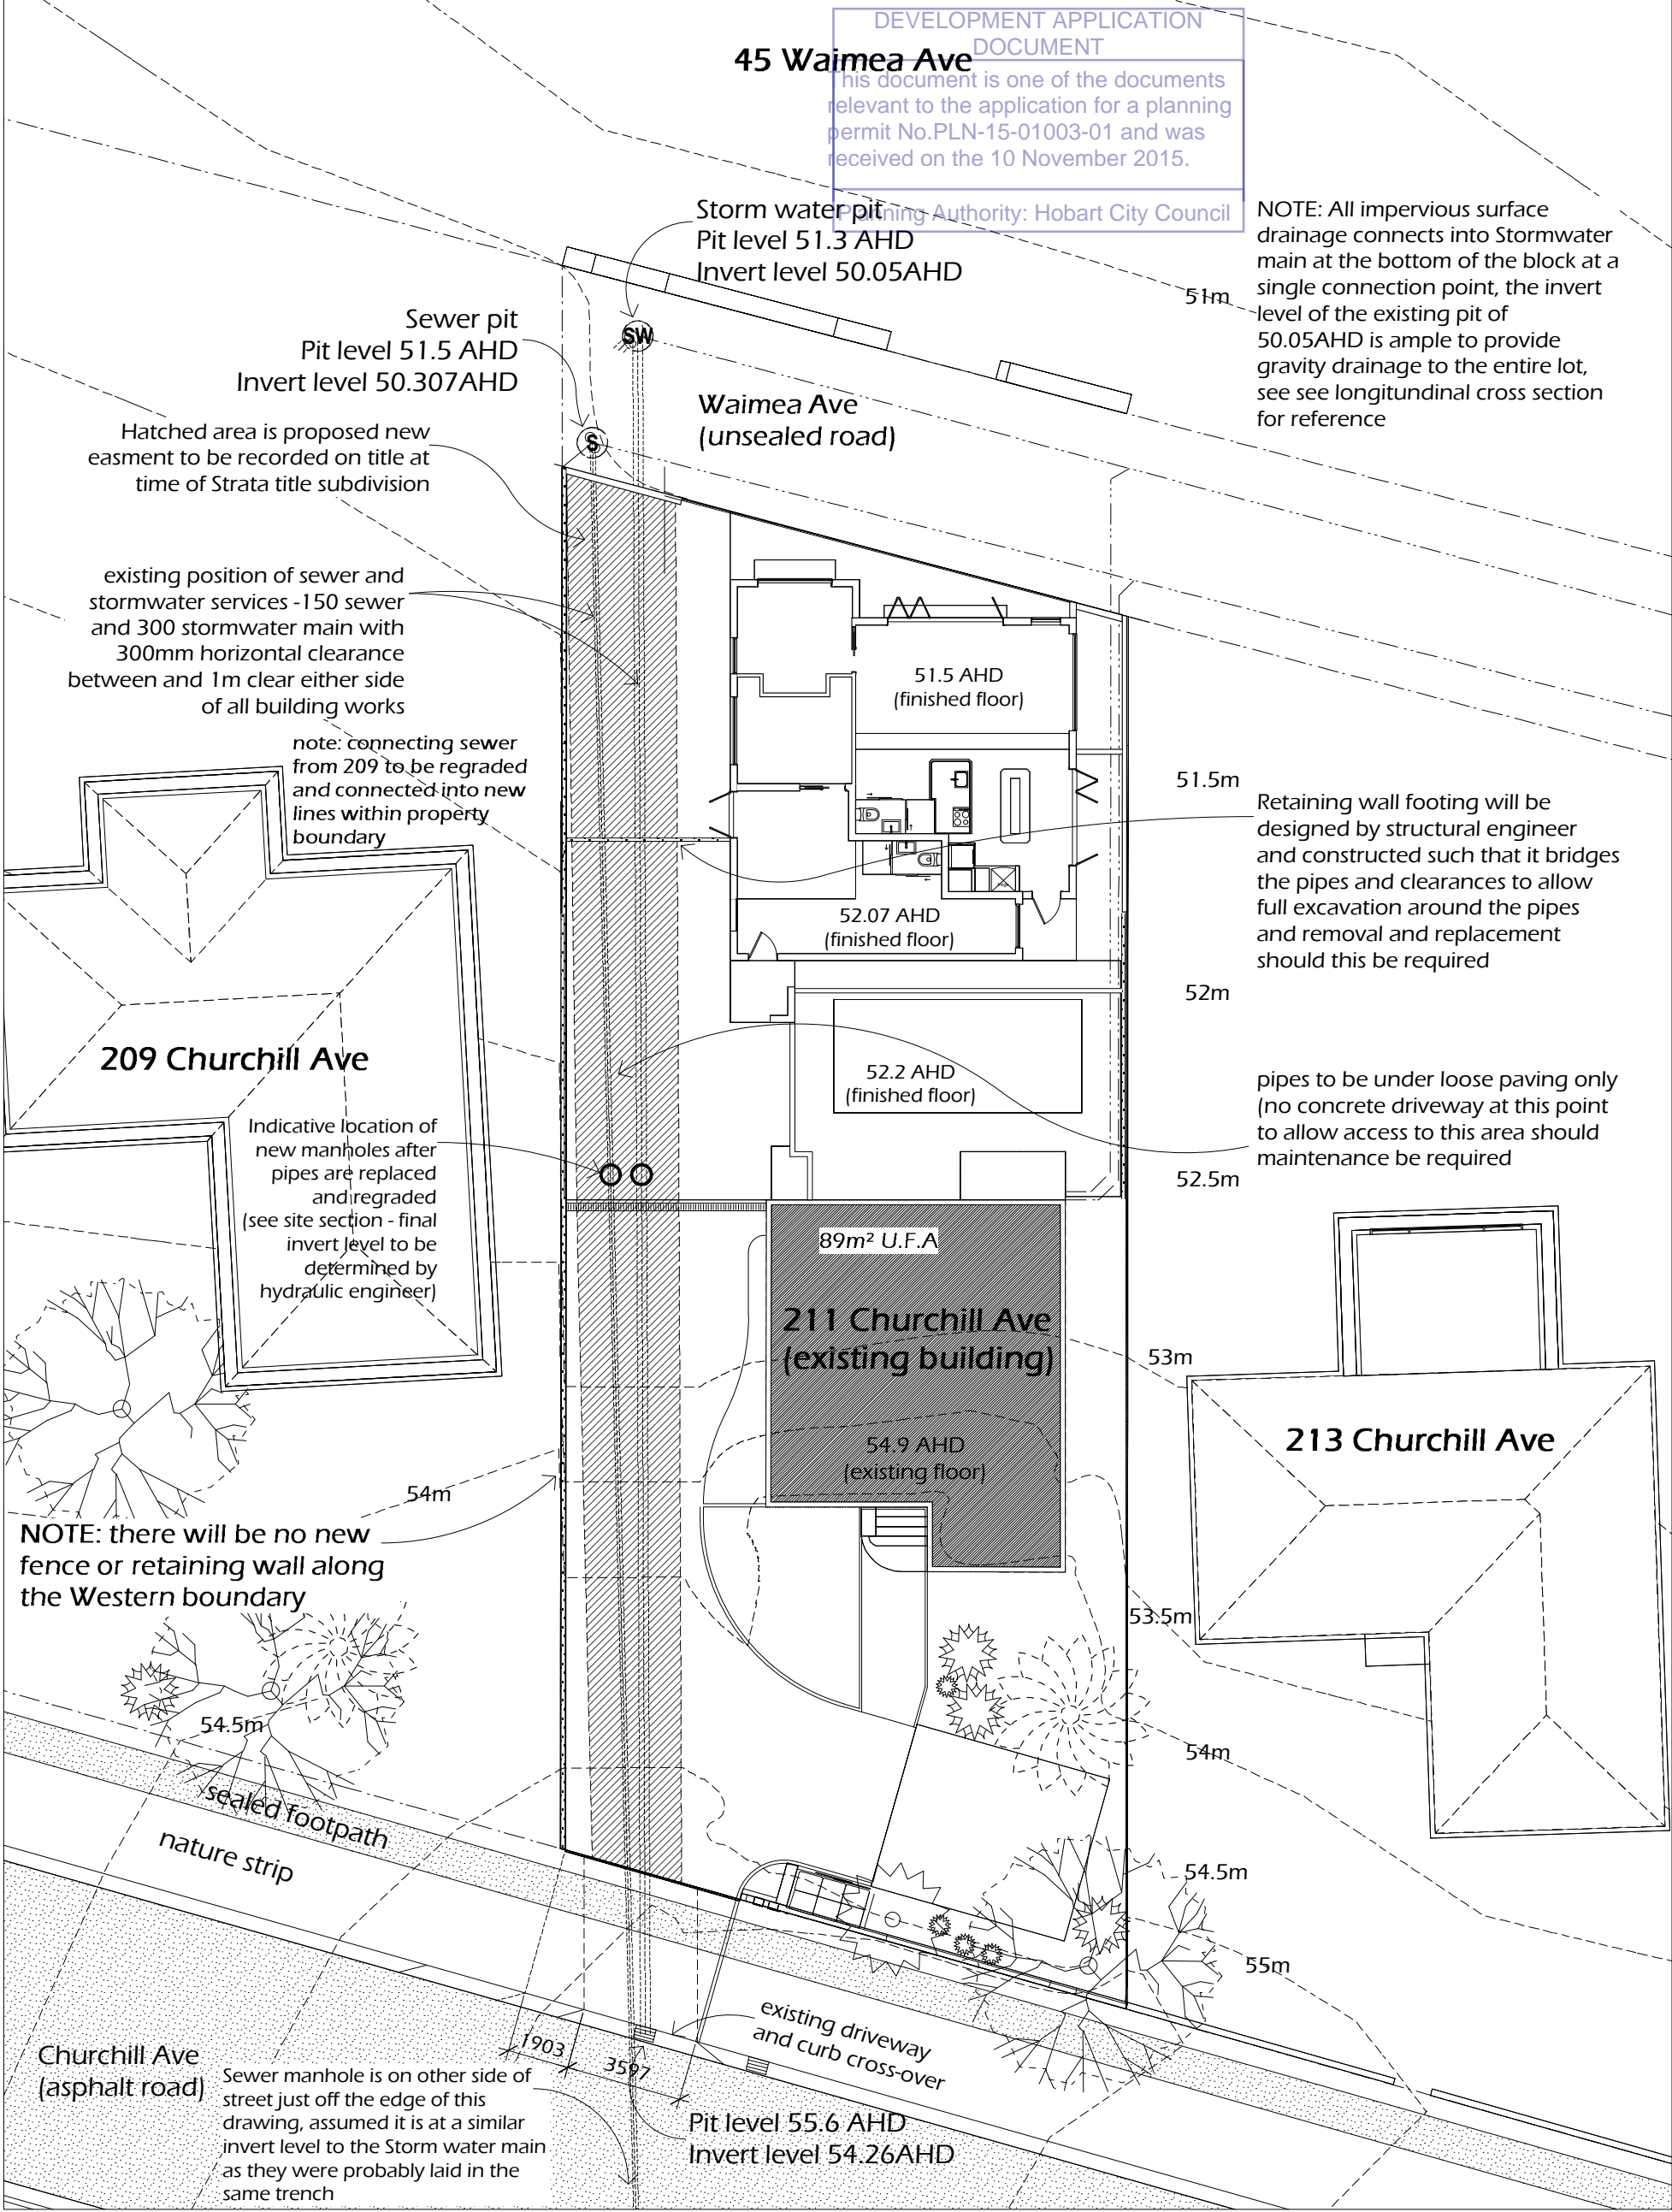 DEVELOPMENT APPLICATION
DOCUMENT
This document is one of the documents
relevant to the application for a planning
permit No.PLN-15-01003-01 and was
received on the 10 November 2015.
Planning Authority: Hobart City Council
45 Waimea Ave
Storm water pit
Pit level 51.3 AHD
Invert level 50.05AHD
NOTE: All impervious surface
drainage connects into Stormwater
main at the bottom of the block at a
single connection point, the invert
level of the existing pit of
50.05AHD is ample to provide
gravity drainage to the entire lot,
see see longitundinal cross section
for reference
51m
Sewer pit
Pit level 51.5 AHD
Invert level 50.307AHD
SW
S
Waimea Ave
(unsealed road)
Hatched area is proposed new
easment to be recorded on title at
time of Strata title subdivision
existing position of sewer and
stormwater services -150 sewer
and 300 stormwater main with
300mm horizontal clearance
between and 1m clear either side
of all building works
note: connecting sewer
from 209 to be regraded
and connected into new
lines within property
boundary
51.5 AHD
(finished floor)
51.5m
Retaining wall footing will be
designed by structural engineer
and constructed such that it bridges
the pipes and clearances to allow
full excavation around the pipes
and removal and replacement
should this be required
52.07 AHD
(finished floor)
52m
209 Churchill Ave
52.2 AHD
(finished floor)
pipes to be under loose paving only
(no concrete driveway at this point
to allow access to this area should
maintenance be required
52.5m
Indicative location of
new manholes after
pipes are replaced
and regraded
(see site section - final
invert level to be
determined by
hydraulic engineer)
89m² U.F.A
211 Churchill Ave
(existing building)
53m
54.9 AHD
(existing floor)
213 Churchill Ave
54m
NOTE: there will be no new
fence or retaining wall along
the Western boundary
53.5m
54.5m
54m
sealed footpath
nature strip
54.5m
55m
existing driveway
and curb cross-over
1903
3597
Churchill Ave
(asphalt road)
Sewer manhole is on other side of
street just off the edge of this
drawing, assumed it is at a similar
invert level to the Storm water main
as they were probably laid in the
same trench
Pit level 55.6 AHD
Invert level 54.26AHD